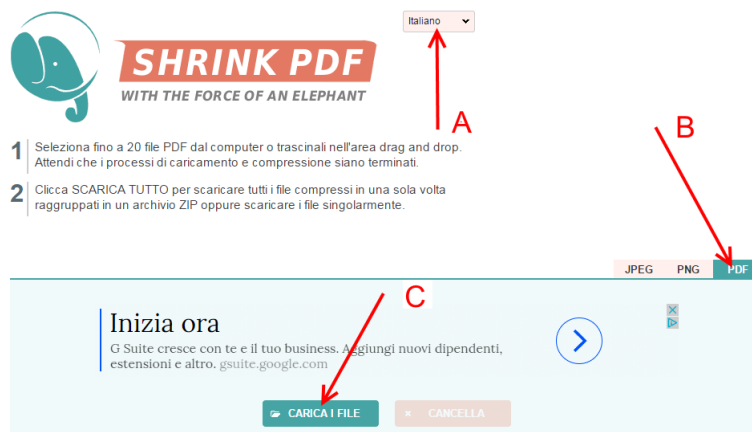 Italiano
SHRINK PDF
WITH THE FORCE OF AN ELEPHANT
A
B
1 Seleziona fino a 20 file PDF dal computer o trascinali nell'area drag and drop.
Attendi che i processi di caricamento e compressione siano terminati.
2 Clicca SCARICA TUTTO per scaricare tutti i file compressi in una sola volta
raggruppati in un archivio ZIP oppure scaricare i file singolarmente.
JPEG PNG PDF
C
Inizia ora
G Suite cresce con te e il tuo business. Aggiungi nuovi dipendenti,
estensioni e altro. gsuite.google.com
CARICA I FILE
× CANCELLA